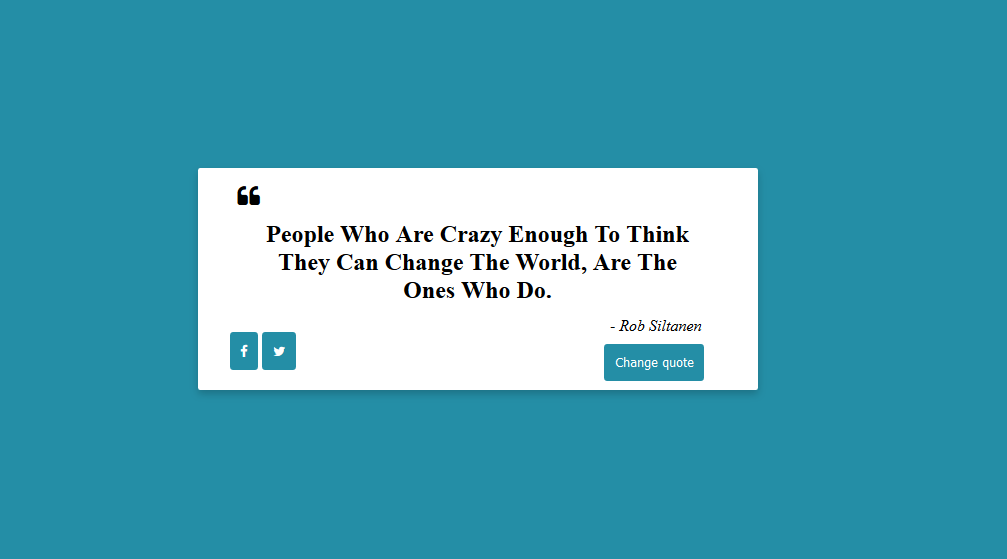 ❝
People Who Are Crazy Enough To Think
They Can Change The World, Are The
Ones Who Do.
- Rob Siltanen
Change quote